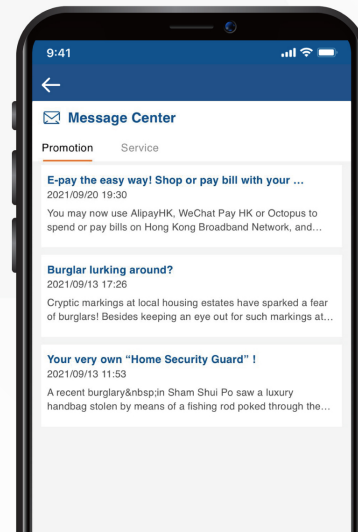 9:41
Message Center
Promotion Service
E-pay the easy way! Shop or pay bill with your …
2021/09/20 19:30
You may now use AlipayHK, WeChat Pay HK or Octopus to
spend or pay bills on Hong Kong Broadband Network, and…
Burglar lurking around?
2021/09/13 17:26
Cryptic markings at local housing estates have sparked a fear
of burglars! Besides keeping an eye out for such markings at…
Your very own “Home Security Guard” !
2021/09/13 11:53
A recent burglary&nbsp;in Sham Shui Po saw a luxury
handbag stolen by means of a fishing rod poked through the…